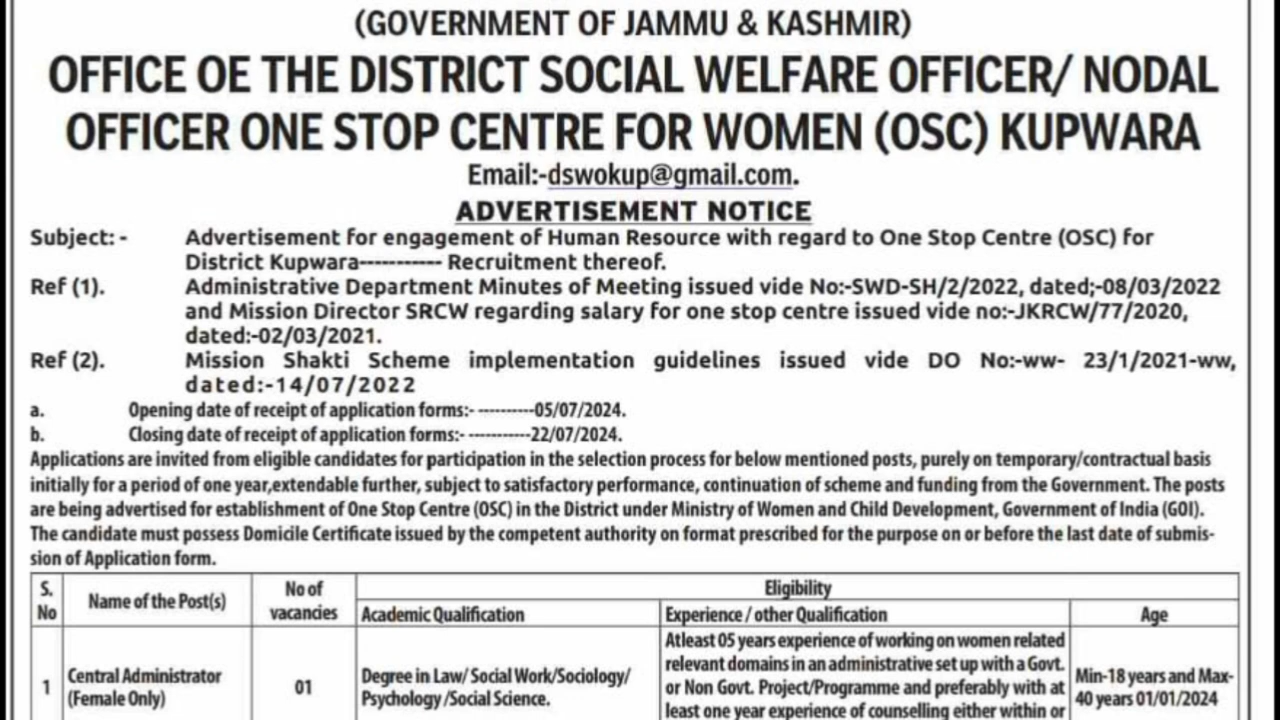 (GOVERNMENT OF JAMMU & KASHMIR)
OFFICE OE THE DISTRICT SOCIAL WELFARE OFFICER/ NODAL
OFFICER ONE STOP CENTRE FOR WOMEN (OSC) KUPWARA
Email:-dswokup@gmail.com.
ADVERTISEMENT NOTICE
Subject: - Advertisement for engagement of Human Resource with regard to One Stop Centre (OSC) for
District Kupwara---------- Recruitment thereof.
Ref (1). Administrative Department Minutes of Meeting issued vide No:-SWD-SH/2/2022, dated;-08/03/2022
and Mission Director SRCW regarding salary for one stop centre issued vide no:-JKRCW/77/2020,
dated:-02/03/2021.
Ref (2). Mission Shakti Scheme implementation guidelines issued vide DO No:-ww- 23/1/2021-ww,
dated:-14/07/2022
a. Opening date of receipt of application forms:- ----------05/07/2024.
b. Closing date of receipt of application forms:- -----------22/07/2024.
Applications are invited from eligible candidates for participation in the selection process for below mentioned posts, purely on temporary/contractual basis
initially for a period of one year,extendable further, subject to satisfactory performance, continuation of scheme and funding from the Government. The posts
are being advertised for establishment of One Stop Centre (OSC) in the District under Ministry of Women and Child Development, Government of India (GOI).
The candidate must possess Domicile Certificate issued by the competent authority on format prescribed for the purpose on or before the last date of submis-
sion of Application form.
S. No
Name of the Post(s)
No of vacancies
Eligibility
Academic Qualification
Experience / other Qualification
Age
1
Central Administrator
(Female Only)
01
Degree in Law/ Social Work/Sociology/
Psychology /Social Science.
Atleast 05 years experience of working on women related
relevant domains in an administrative set up with a Govt.
or Non Govt. Project/Programme and preferably with at
least one year experience of counselling either within or
Min-18 years and Max-
40 years 01/01/2024